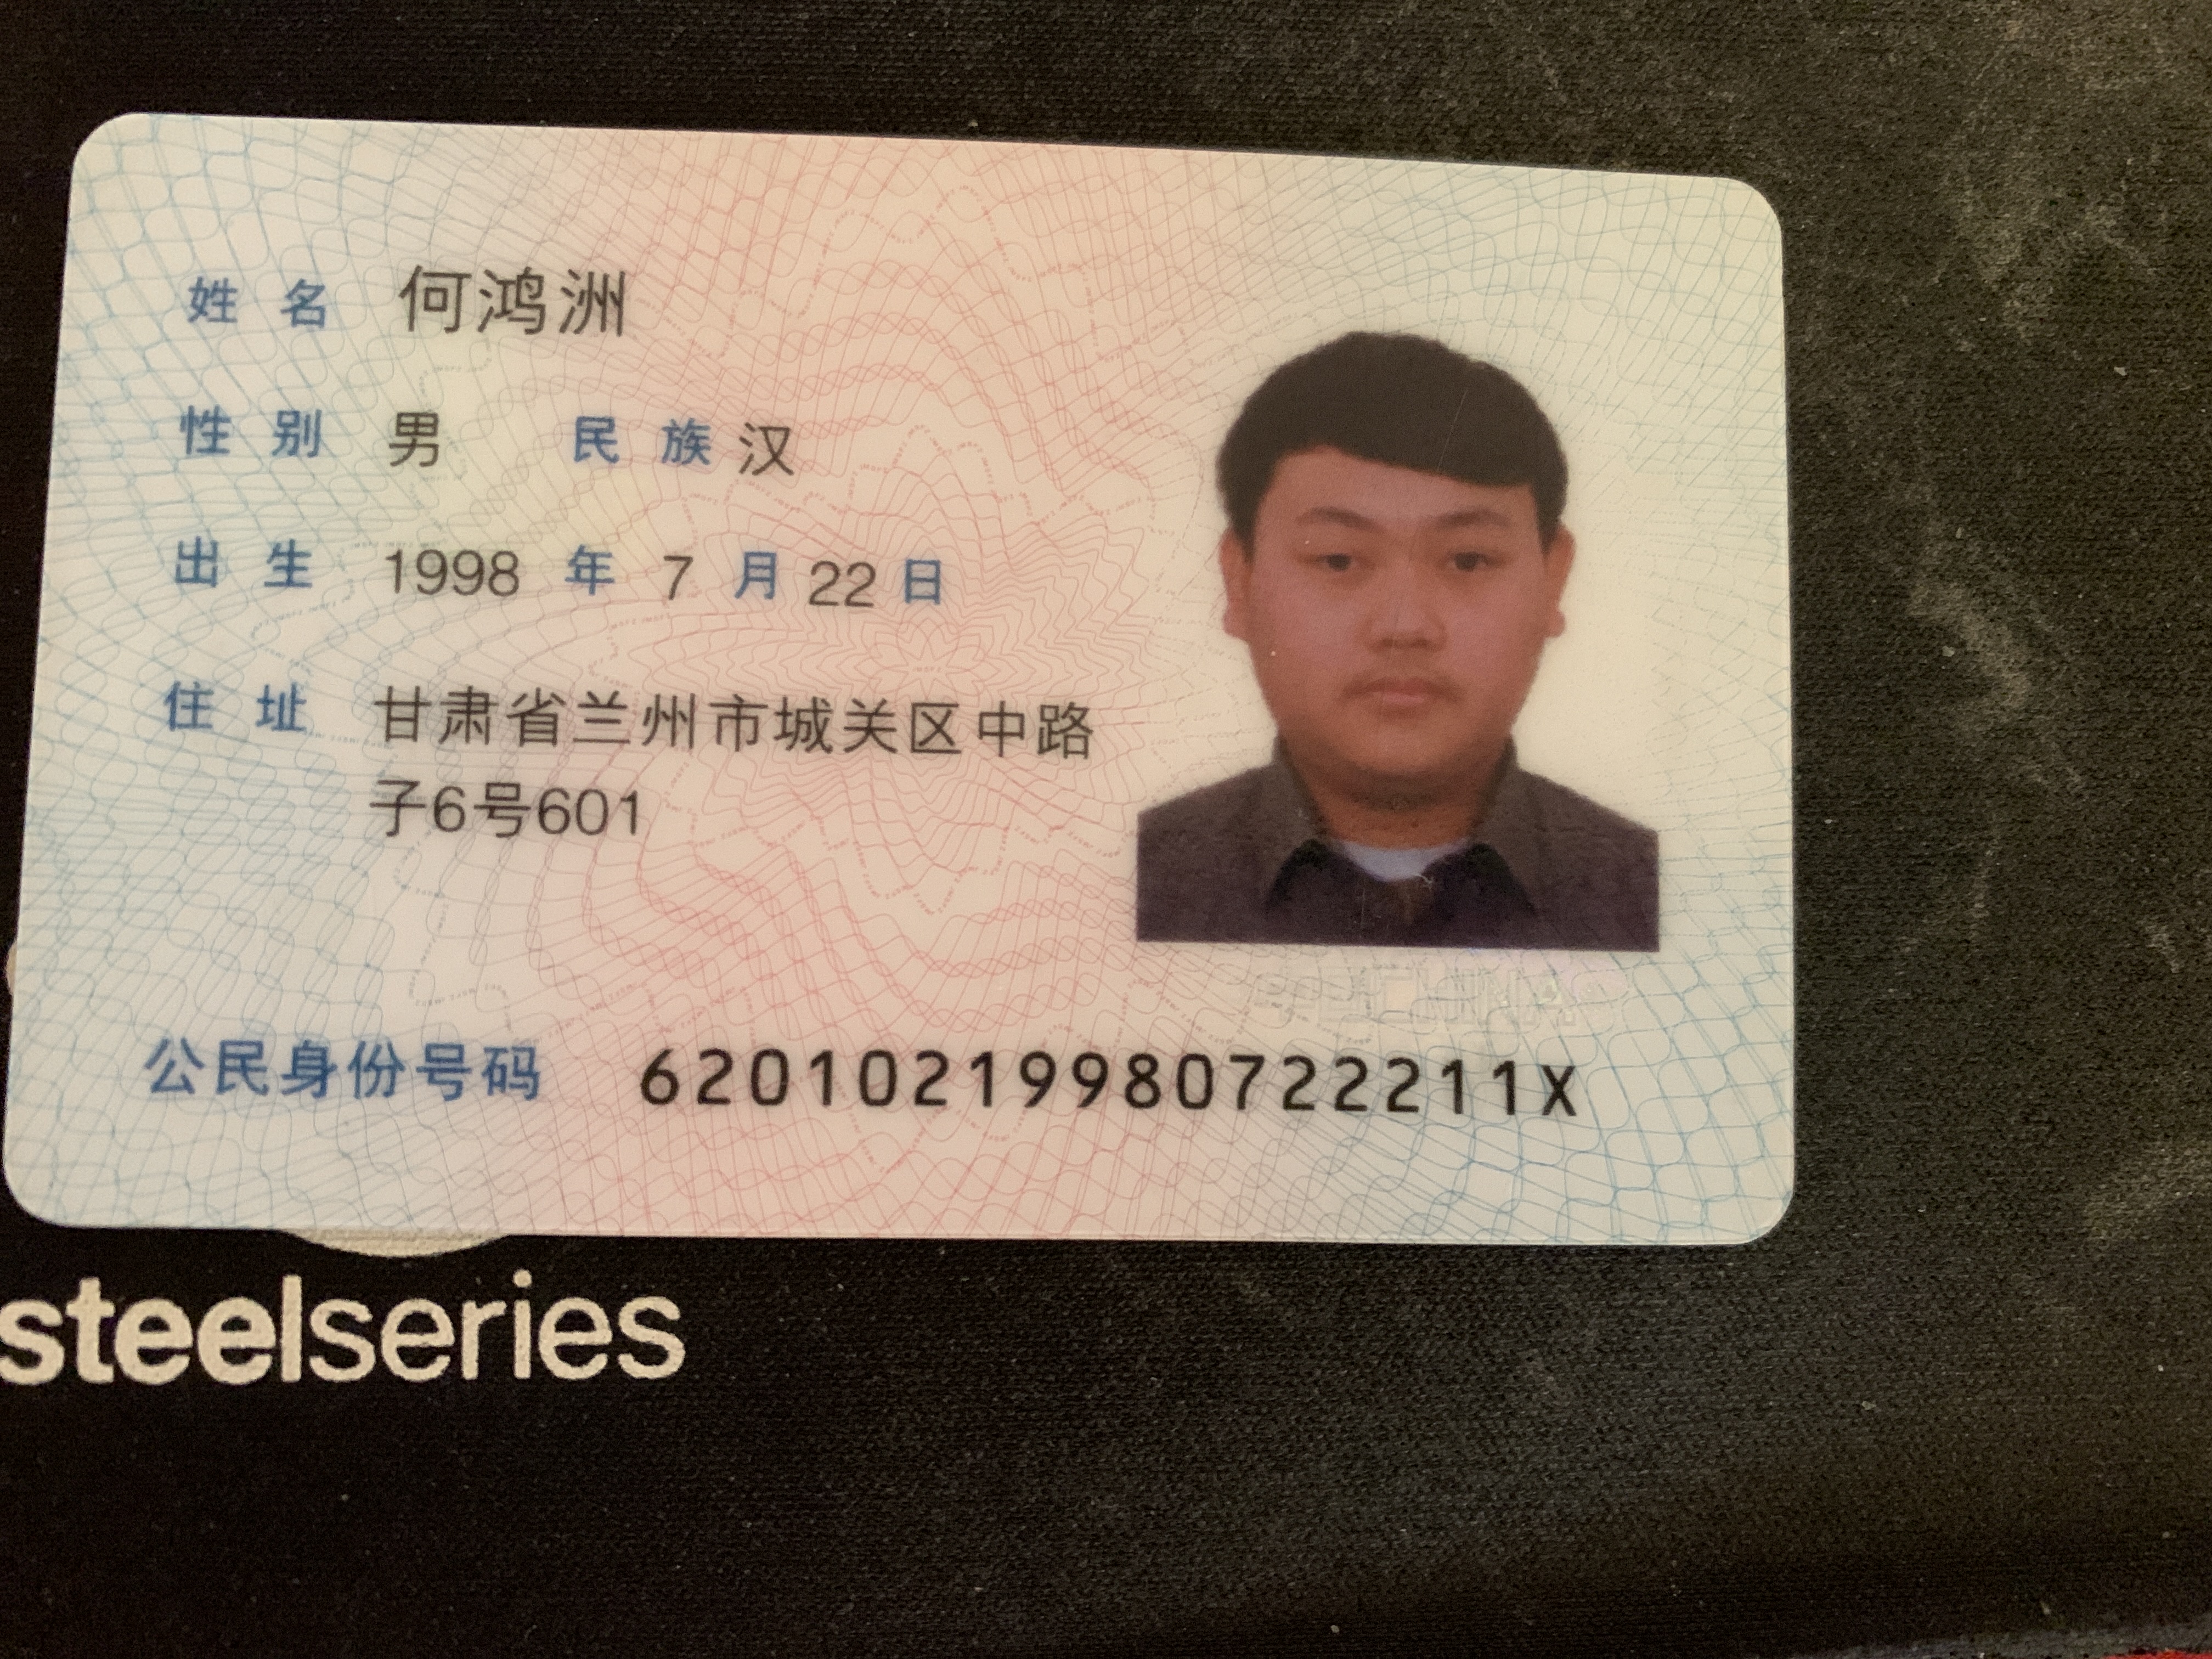 姓名 何鸿洲
性别 男 民族 汉
出生 1998 年 7 月 22 日
住址 甘肃省兰州市城关区中路
子6号601
公民身份号码 62010219980722211X
steelseries